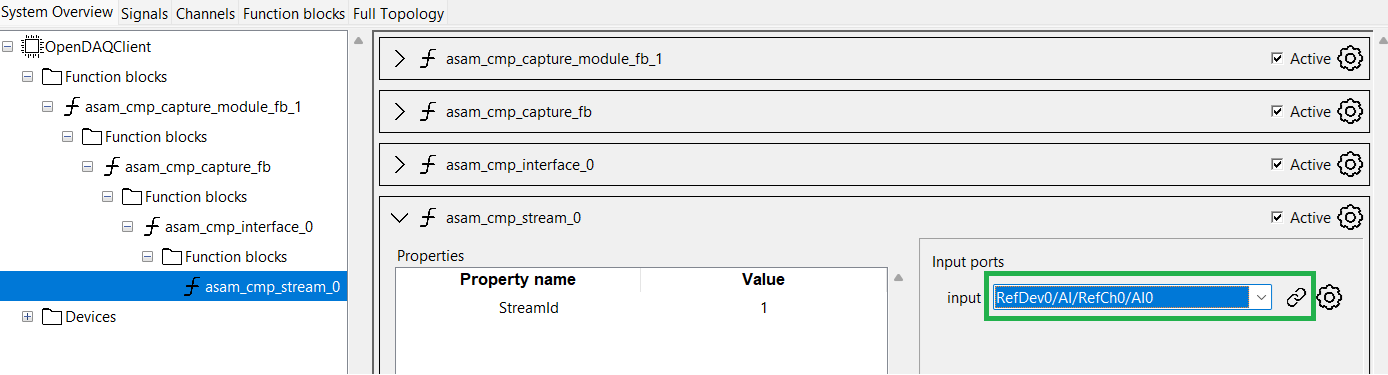 System Overview Signals Channels Function blocks Full Topology
OpenDAQClient
Function blocks
asam_cmp_capture_module_fb_1
Function blocks
asam_cmp_capture_fb
Function blocks
asam_cmp_interface_0
Function blocks
asam_cmp_stream_0
Devices
asam_cmp_capture_module_fb_1 Active
asam_cmp_capture_fb Active
asam_cmp_interface_0 Active
asam_cmp_stream_0 Active
Properties
Property name Value
StreamId 1
Input ports
input RefDev0/AI/RefCh0/AI0